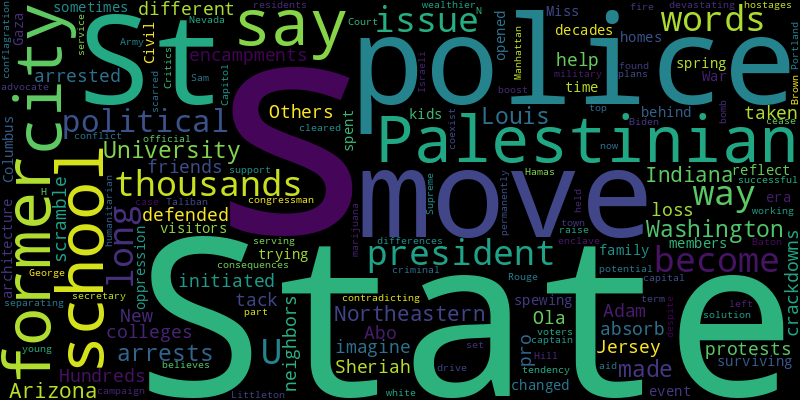 different
Nevada
residents
wealthier
N
devastating
hostages
sometimes
St
say
issue
Court
Miss
fire
words
conflagration
Gaza
city
service
Army
Civil
Critics
encampments
Capitol
Israeli
opened
Manhattan
decades
homes
police
help
spring
Portland
arrested
scarred
Sam
military
found
plans
War
time
advocate
boost
bomb
Brown
political
Others
spent
kids
Louis
top
behind
Biden
taken
cease
Columbus
conflict
official
cleared
coexist
now
Palestinian
University
friends
support
S
Hamas
Indiana
reflect
successful
former
school
H
scramble
humanitarian
thousands
case
Taliban
congressman
Supreme
move
permanently
held
way
era
working
architecture
long
defended
marijuana
loss
visitors
town
raise
Washington
oppression
serving
trying
differences
president
enclave
family
members
Baton
crackdowns
George
consequences
criminal
Rouge
potential
become
separating
secretary
initiated
State
capital
contradicting
spewing
Adam
term
despite
left
tack
part
neighbors
Northeastern
Ola
absorb
solution
New
colleges
U
Abo
voters
captain
pro
Jersey
protests
young
arrests
imagine
set
Hill
believes
Sheriah
drive
tendency
aid
made
surviving
Hundreds
Arizona
campaign
Littleton
white
changed
event